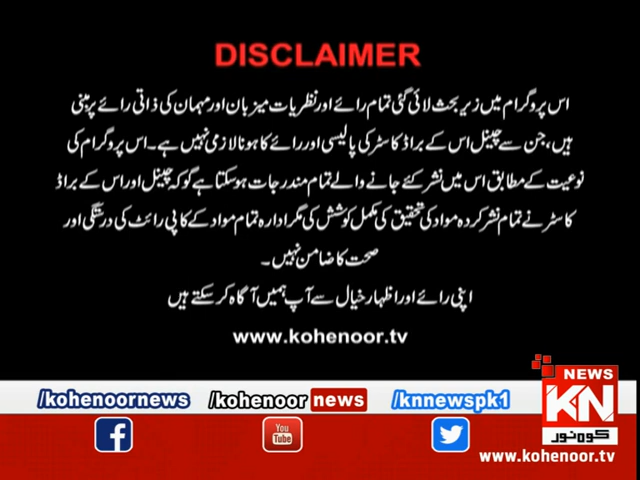 DISCLAIMER
اس پروگرام میں زیرِ بحث لائی گئی تمام رائے اور نظریات میزبان اور مہمان کی ذاتی رائے پر مبنی
ہیں، جن سے چینل اس کے براڈ کاسٹر کی پالیسی اور رائے کا ہونا لازمی نہیں ہے۔ اس پروگرام کی
نوعیت کے مطابق اس میں نشر کئے جانے والے تمام مندرجات ہوسکتا ہے گو کہ چینل اور اس کے براڈ
کاسٹر نے تمام نشر کردہ مواد کی تحقیق کی مکمل کوشش کی مگر ادارہ تمام مواد کے کاپی رائٹ کی درستگی اور
صحت کا ضامن نہیں۔
اپنی رائے اور اظہار خیال سے آپ ہمیں آگاہ کر سکتے ہیں
www.kohenoor.tv
/kohenoornews /kohenoor news /knnewspk1
f You Tube
NEWS
KN
کوہ نور
www.kohenoor.tv